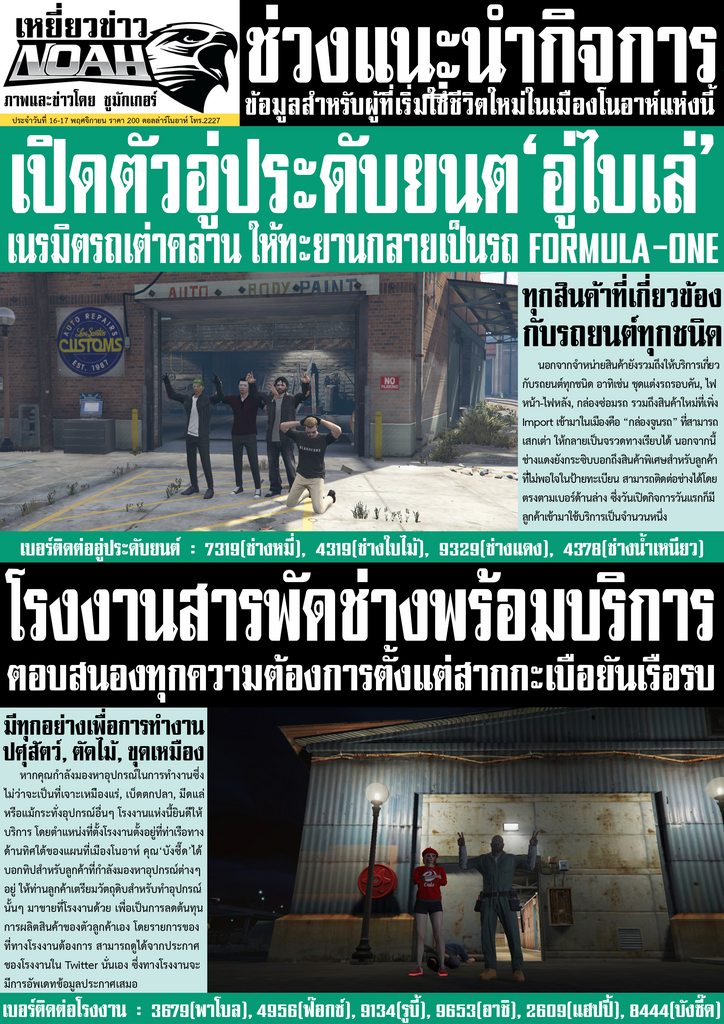 เหยี่ยวข่าว
NOAH
ภาพและข่าวโดย ชูมักเกอร์
ประจำวันที่ 16-17 พฤศจิกายน ราคา 200 ดอลล่าร์โนอาห์ โทร.2227
ช่วงแนะนำกิจการ
ข้อมูลสำหรับผู้ที่เริ่มใช้ชีวิตใหม่ในเมืองโนอาห์แห่งนี้
เปิดตัวอู่ประดับยนต์ 'อู่ใบเล่'
เนรมิตรถเต่าคลาน ให้ทะยานกลายเป็นรถ FORMULA-ONE
AUTO BODY PAINT
AUTO REPAIRS
Los Santos
CUSTOMS
EST. 1987
NO
PARKING
ทุกสินค้าที่เกี่ยวข้อง
กับรถยนต์ทุกชนิด
นอกจากจำหน่ายสินค้ายังรวมถึงให้บริการเกี่ยว
กับรถยนต์ทุกชนิด อาทิเช่น ชุดแต่งรถรอบคัน, ไฟ
หน้า-ไฟหลัง, กล่องซ่อมรถ รวมถึงสินค้าใหม่ที่เพิ่ง
Import เข้ามาในเมืองคือ "กล่องจูนรถ" ที่สามารถ
เสกเต่า ให้กลายเป็นจรวดทางเรียบได้ นอกจากนี้
ช่างแดงยังกระซิบบอกถึงสินค้าพิเศษสำหรับลูกค้า
ที่ไม่พอใจในป้ายทะเบียน สามารถติดต่อช่างได้โดย
ตรงตามเบอร์ด้านล่าง ซึ่งวันเปิดกิจการวันแรกก็มี
ลูกค้าเข้ามาใช้บริการเป็นจำนวนหนึ่ง
เบอร์ติดต่ออู่ประดับยนต์ : 7319(ช่างหมี่), 4319(ช่างใบไม้), 9329(ช่างแดง), 4378(ช่างน้ำเหนียว)
โรงงานสารพัดช่างพร้อมบริการ
ตอบสนองทุกความต้องการตั้งแต่สากกะเบือยันเรือรบ
มีทุกอย่างเพื่อการทำงาน
ปศุสัตว์, ตัดไม้, ขุดเหมือง
หากคุณกำลังมองหาอุปกรณ์ในการทำงานซึ่ง
ไม่ว่าจะเป็นที่เจาะเหมืองแร่, เบ็ดตกปลา, มีดแล่
หรือแม้กระทั่งอุปกรณ์อื่นๆ โรงงานแห่งนี้ยินดีให้
บริการ โดยตำแหน่งที่ตั้งโรงงานตั้งอยู่ที่ท่าเรือทาง
ด้านทิศใต้ของแผนที่เมืองโนอาห์ คุณ'บังซี้ด'ได้
บอกทิปสำหรับลูกค้าที่กำลังมองหาอุปกรณ์ต่างๆ
อยู่ ให้ท่านลูกค้าเตรียมวัตถุดิบสำหรับทำอุปกรณ์
นั้นๆ มาขายที่โรงงานด้วย เพื่อเป็นการลดต้นทุน
การผลิตสินค้าของตัวลูกค้าเอง โดยรายการของ
ที่ทางโรงงานต้องการ สามารถดูได้จากประกาศ
ของโรงงานใน Twitter นั่นเอง ซึ่งทางโรงงานจะ
มีการอัพเดทข้อมูลประกาศเสมอ
เบอร์ติดต่อโรงงาน : 3679(พาโบล), 4956(ฟ๊อกซ์), 9134(รูบี้), 9653(อาธิ), 2609(แฮปปี้), 8444(บังซี้ด)